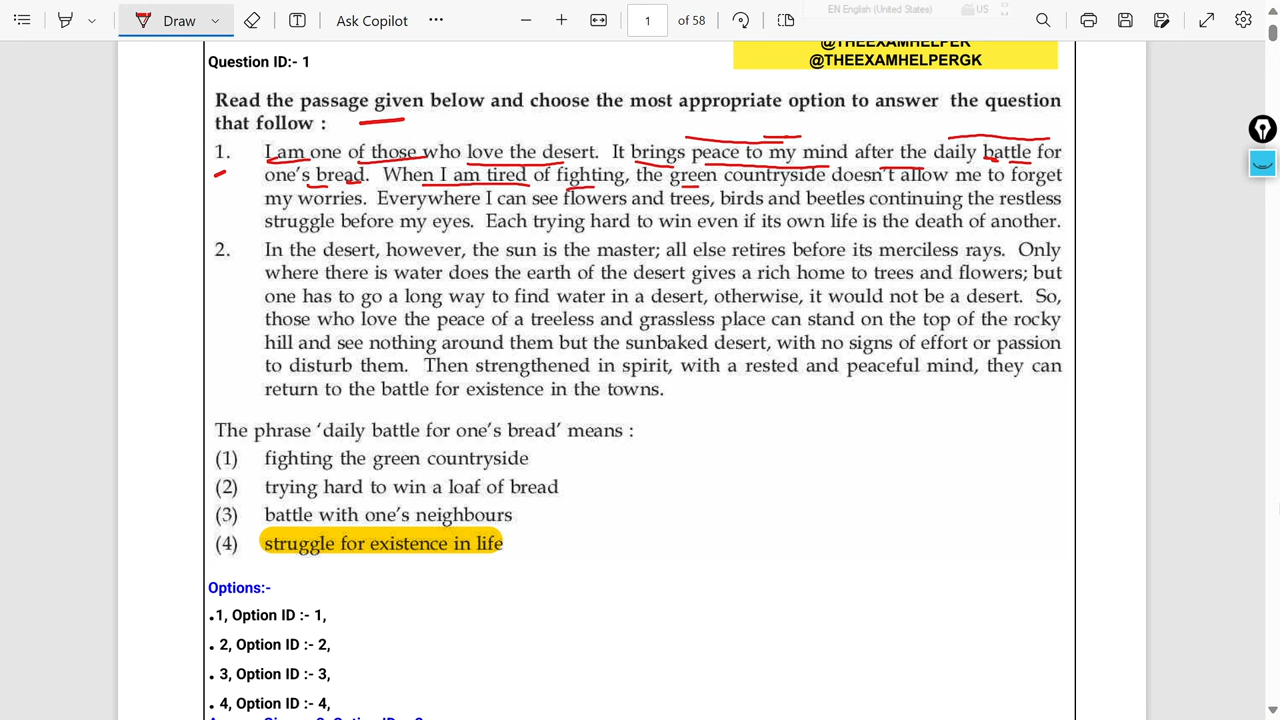 Draw
Ask Copilot
1
of 58
EN English (United States)
US
@THEEXAMHELPER
@THEEXAMHELPERGK
Question ID:- 1
Read the passage given below and choose the most appropriate option to answer the question
that follow :
1. I am one of those who love the desert. It brings peace to my mind after the daily battle for
one's bread. When I am tired of fighting, the green countryside doesn't allow me to forget
my worries. Everywhere I can see flowers and trees, birds and beetles continuing the restless
struggle before my eyes. Each trying hard to win even if its own life is the death of another.
2. In the desert, however, the sun is the master; all else retires before its merciless rays. Only
where there is water does the earth of the desert gives a rich home to trees and flowers; but
one has to go a long way to find water in a desert, otherwise, it would not be a desert. So,
those who love the peace of a treeless and grassless place can stand on the top of the rocky
hill and see nothing around them but the sunbaked desert, with no signs of effort or passion
to disturb them. Then strengthened in spirit, with a rested and peaceful mind, they can
return to the battle for existence in the towns.
The phrase 'daily battle for one's bread' means :
(1) fighting the green countryside
(2) trying hard to win a loaf of bread
(3) battle with one's neighbours
(4) struggle for existence in life
Options:-
. 1, Option ID :- 1,
. 2, Option ID :- 2,
. 3, Option ID :- 3,
. 4, Option ID :- 4,